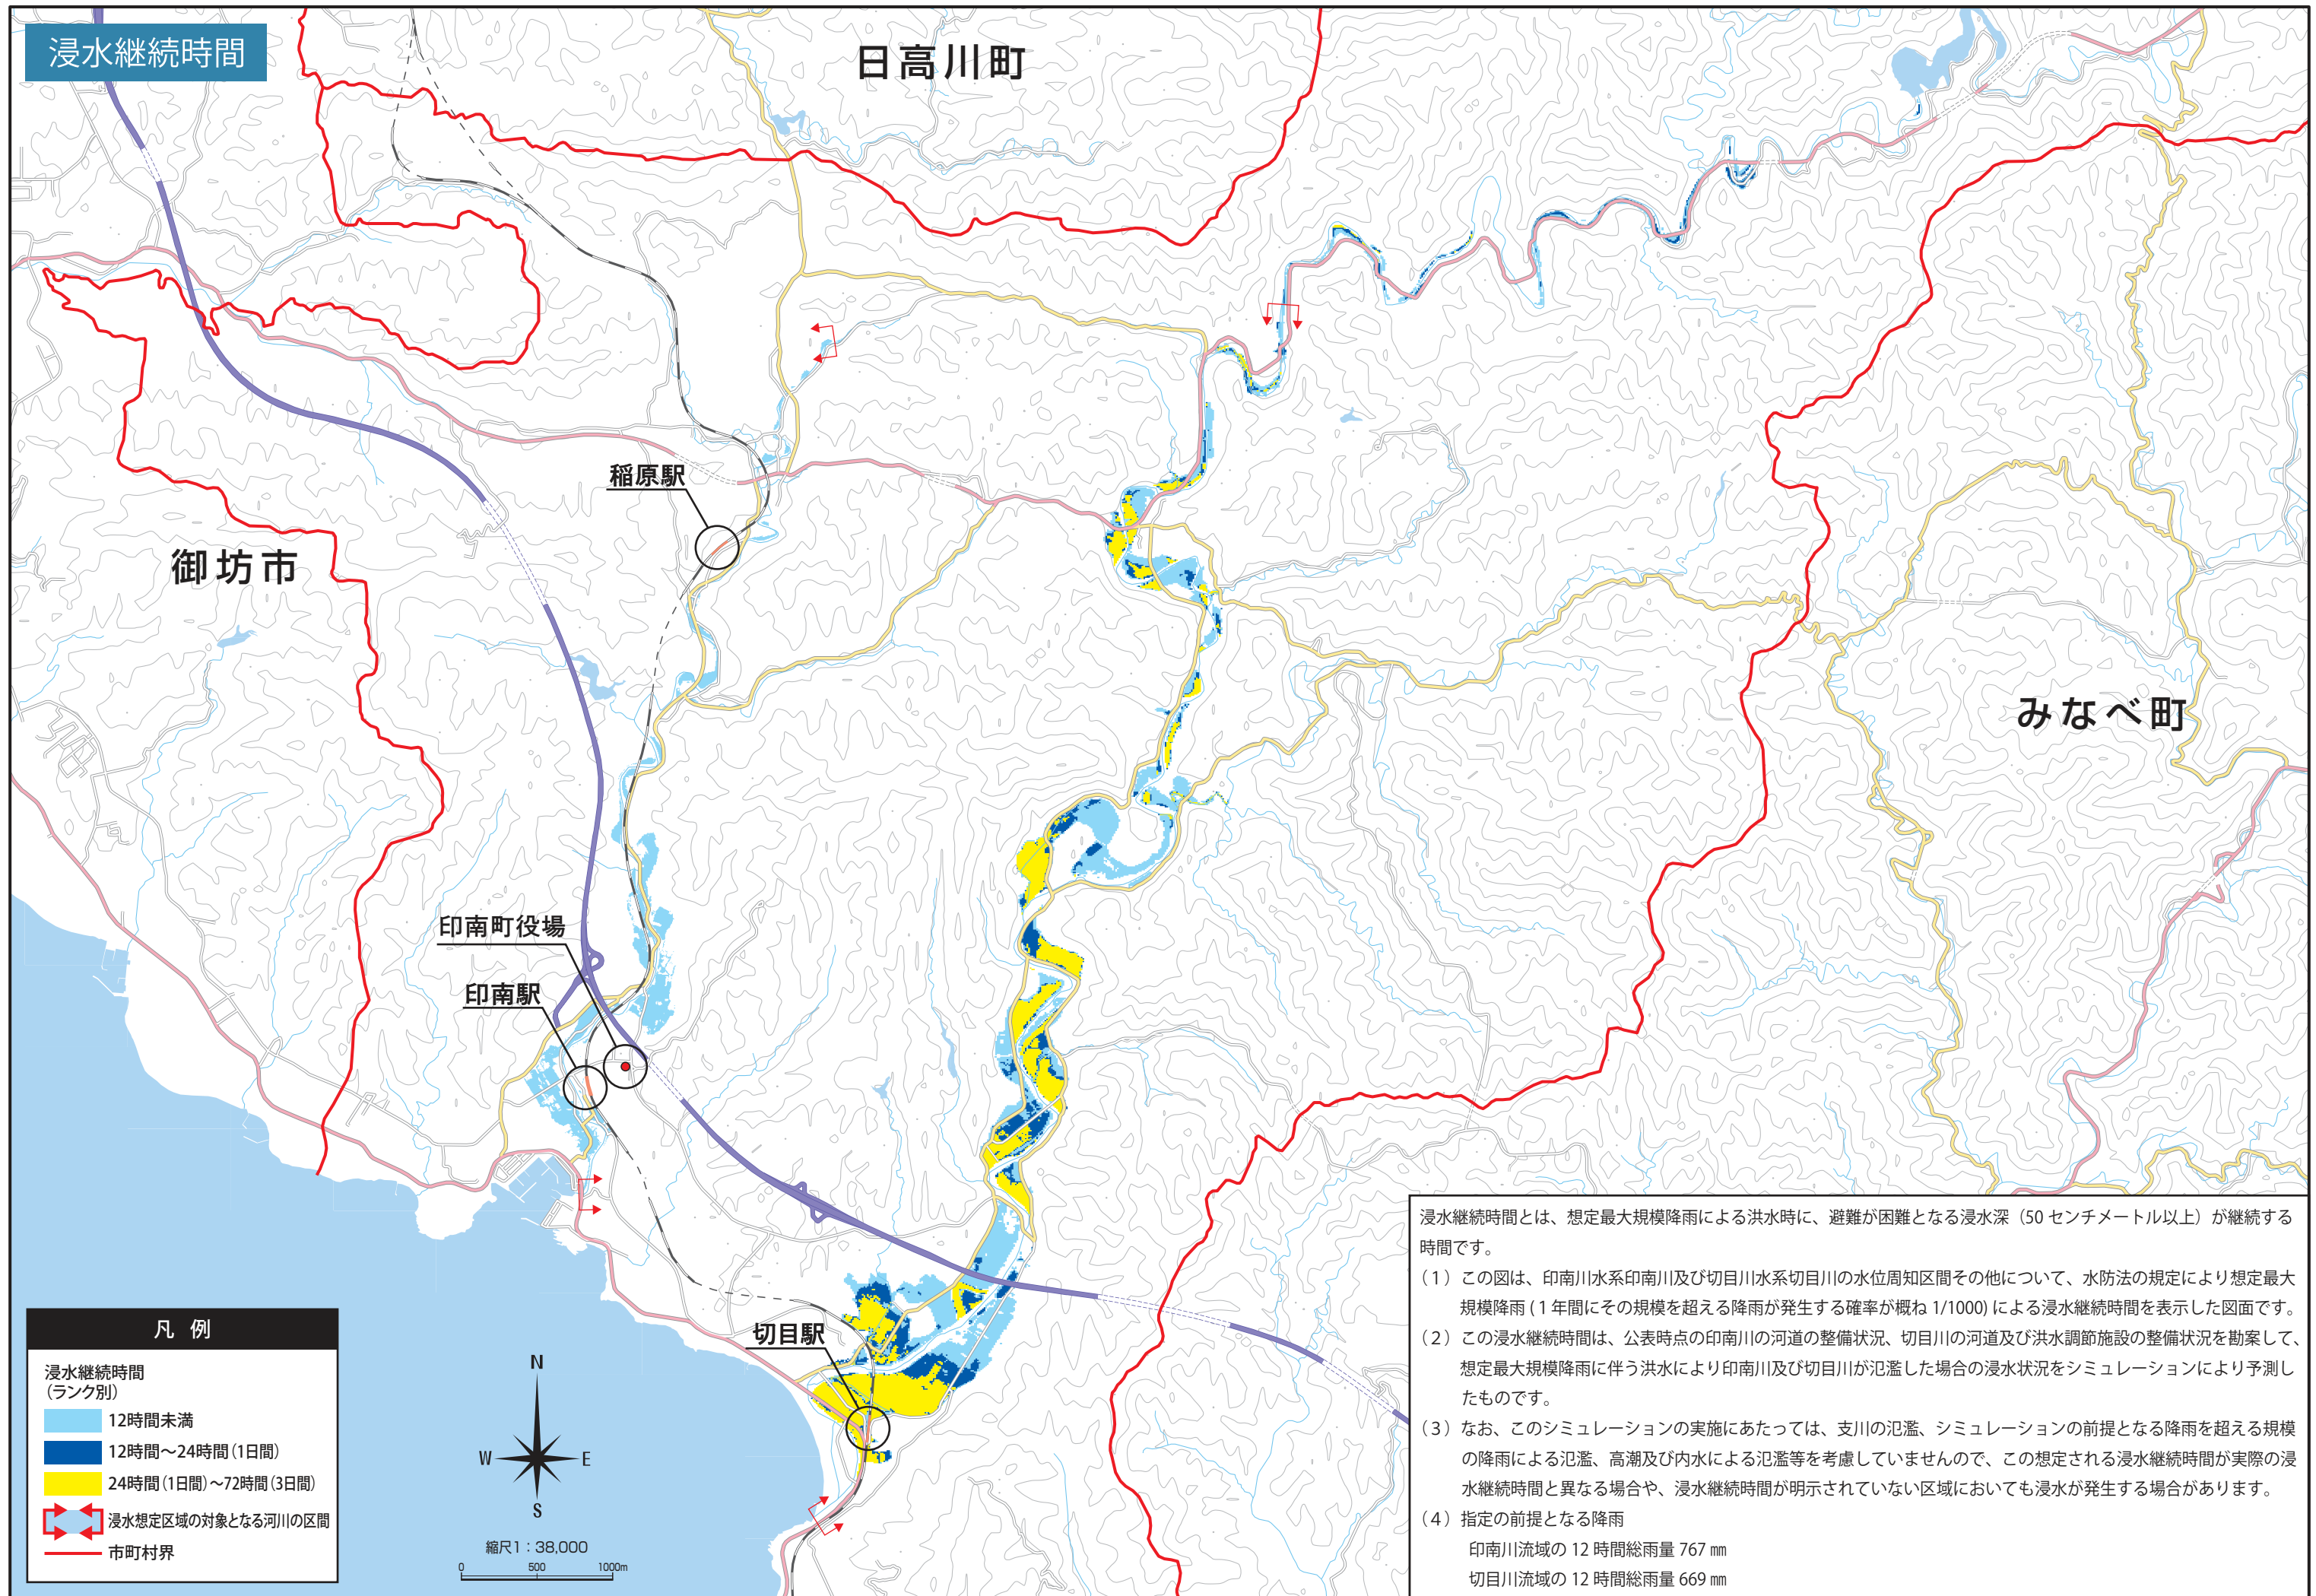 浸水継続時間
日高川町
稲原駅
御坊市
みなべ町
印南町役場
印南駅
切目駅
凡 例
浸水継続時間
(ランク別)
12時間未満
12時間～24時間(1日間)
24時間(1日間)～72時間(3日間)
浸水想定区域の対象となる河川の区間
市町村界
N
W
E
S
縮尺1：38,000
0 500 1000m
浸水継続時間とは、想定最大規模降雨による洪水時に、避難が困難となる浸水深（50 センチメートル以上）が継続する
時間です。
（1）この図は、印南川水系印南川及び切目川水系切目川の水位周知区間その他について、水防法の規定により想定最大
規模降雨 ( 1 年間にその規模を超える降雨が発生する確率が概ね 1/1000) による浸水継続時間を表示した図面です。
（2）この浸水継続時間は、公表時点の印南川の河道の整備状況、切目川の河道及び洪水調節施設の整備状況を勘案して、
想定最大規模降雨に伴う洪水により印南川及び切目川が氾濫した場合の浸水状況をシミュレーションにより予測し
たものです。
（3）なお、このシミュレーションの実施にあたっては、支川の氾濫、シミュレーションの前提となる降雨を超える規模
の降雨による氾濫、高潮及び内水による氾濫等を考慮していませんので、この想定される浸水継続時間が実際の浸
水継続時間と異なる場合や、浸水継続時間が明示されていない区域においても浸水が発生する場合があります。
（4）指定の前提となる降雨
印南川流域の 12 時間総雨量 767 ㎜
切目川流域の 12 時間総雨量 669 ㎜